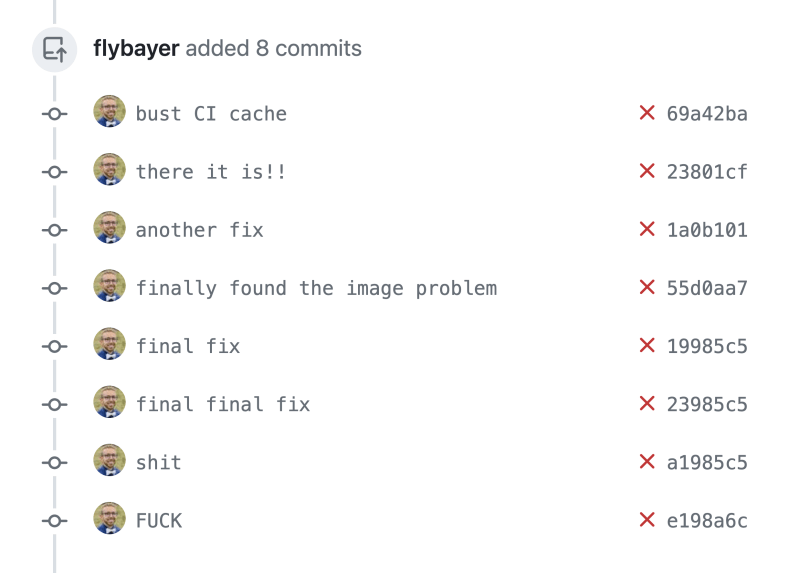 flybayer added 8 commits
bust CI cache 69a42ba
there it is!! 23801cf
another fix 1a0b101
finally found the image problem 55d0aa7
final fix 19985c5
final final fix 23985c5
shit a1985c5
FUCK e198a6c